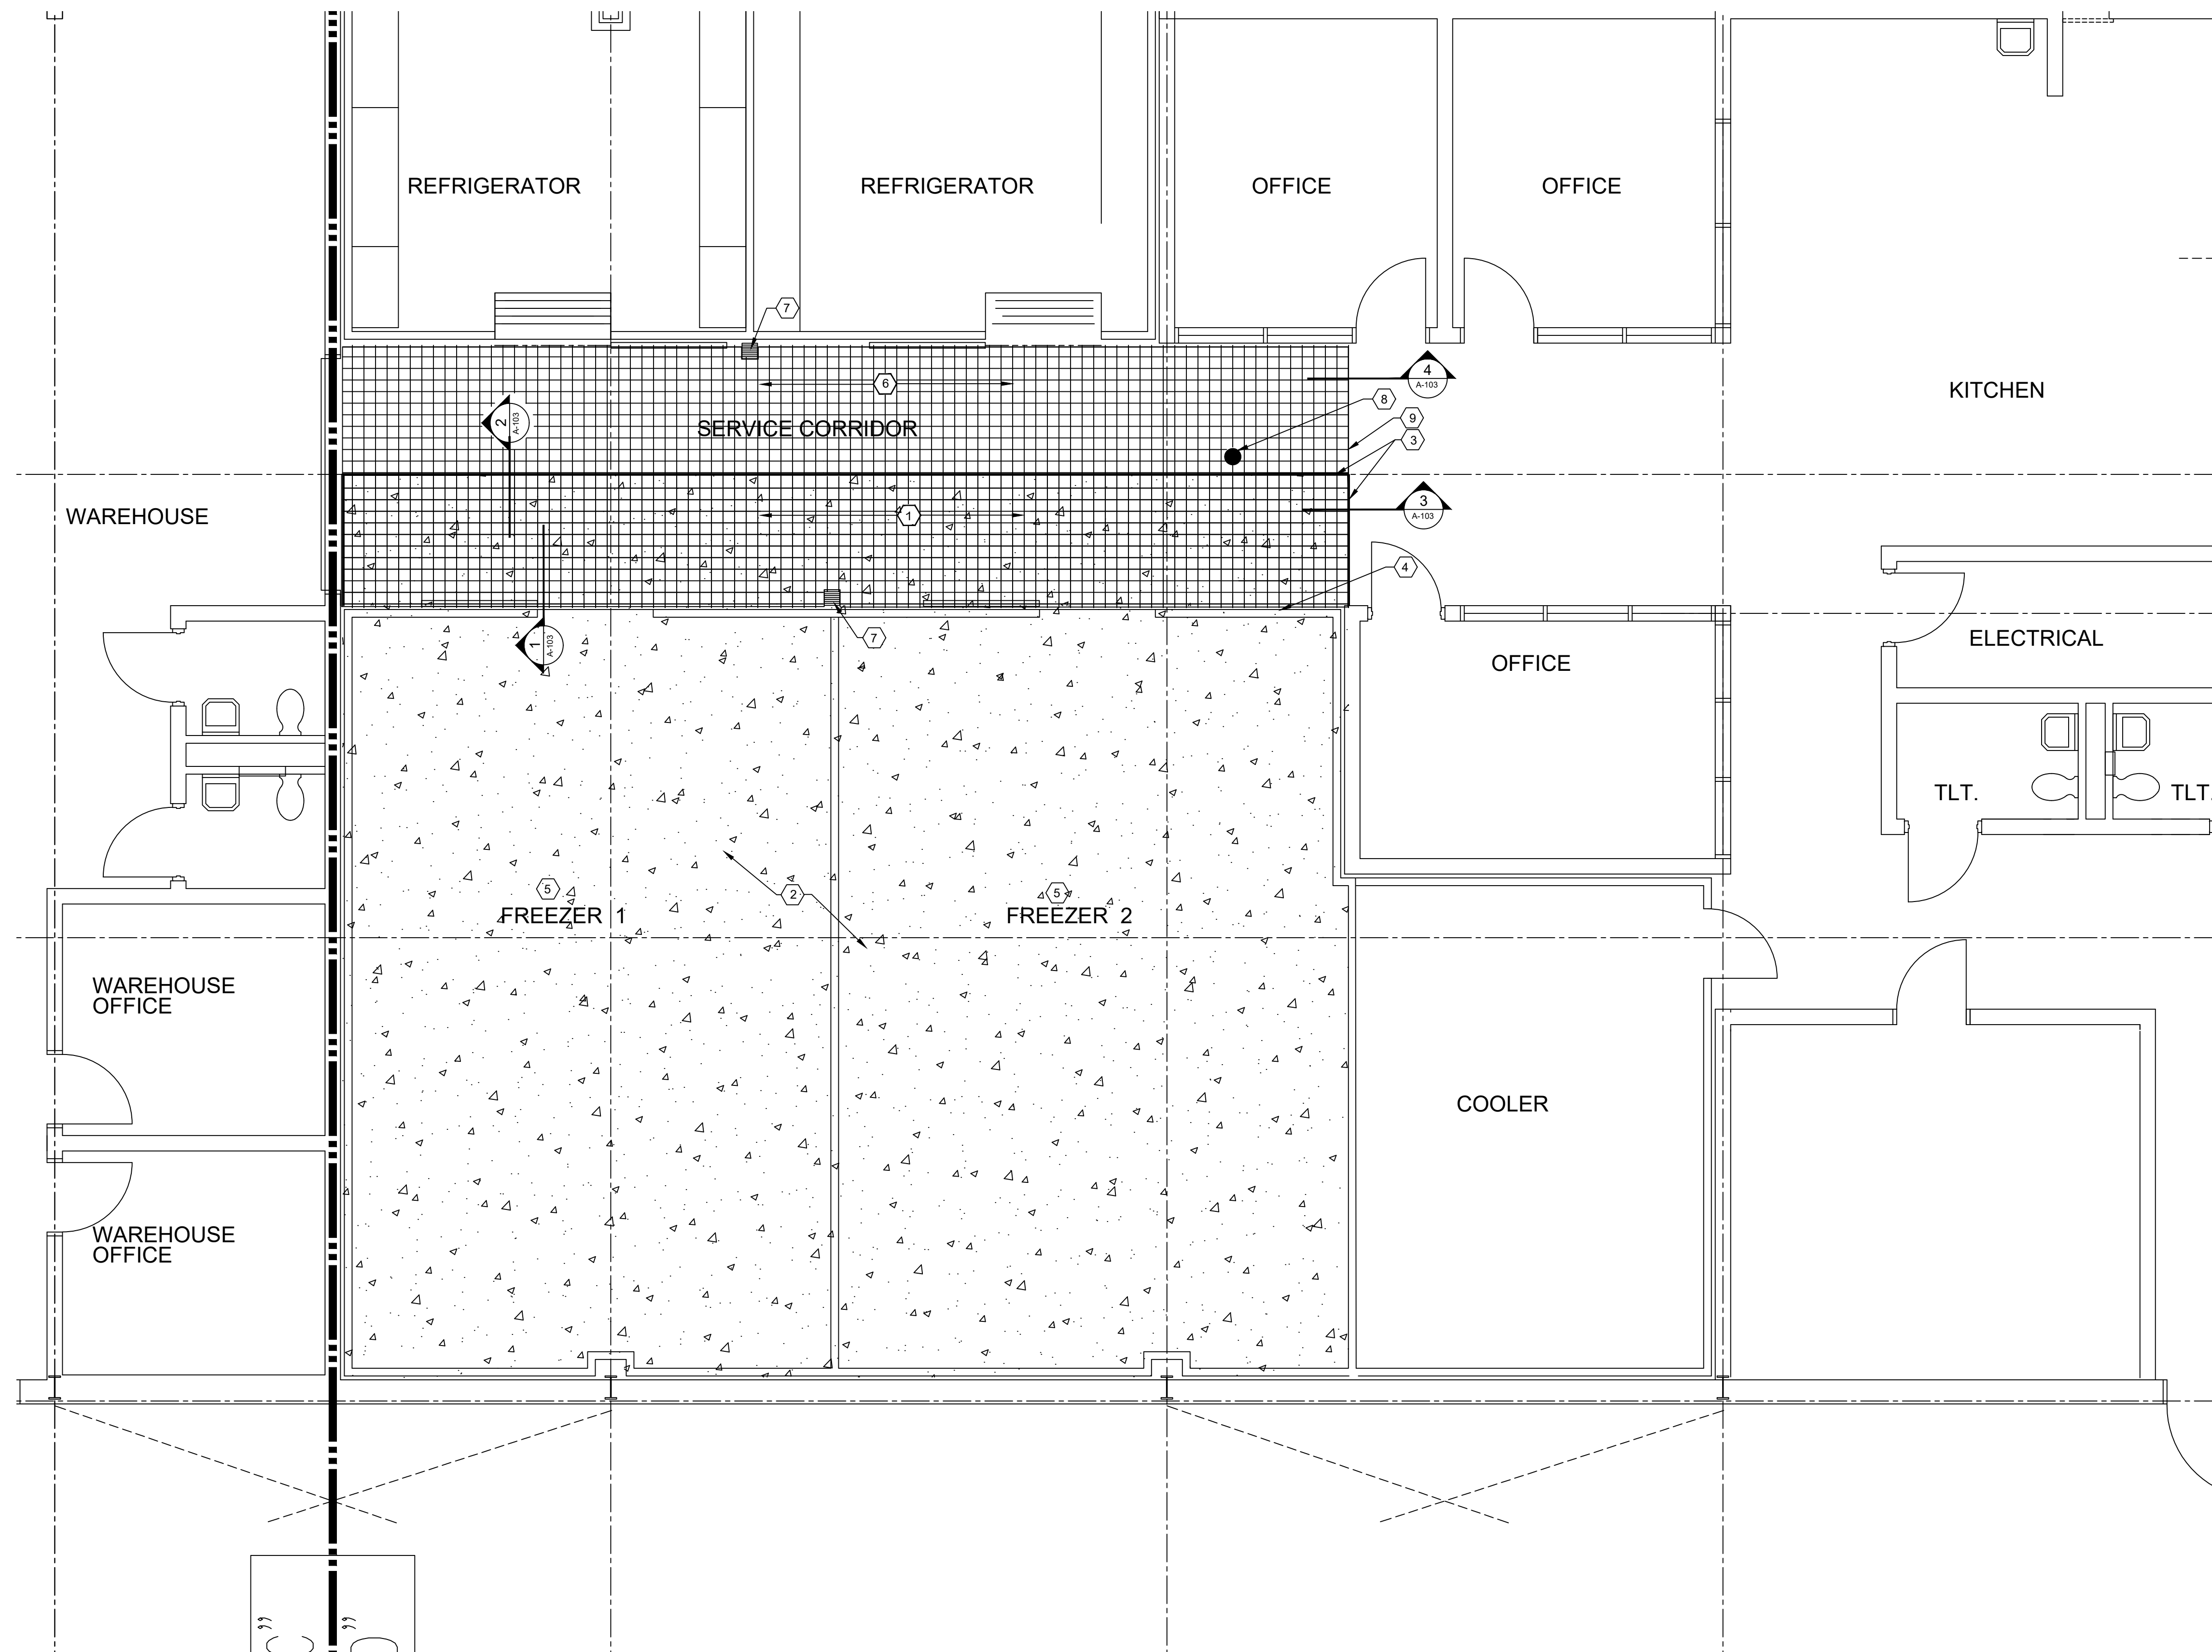 REFRIGERATOR
REFRIGERATOR
OFFICE
OFFICE
7
6
4
A-103
KITCHEN
8
2
A-103
SERVICE CORRIDOR
9
3
3
A-103
WAREHOUSE
1
4
7
1
A-103
OFFICE
ELECTRICAL
TLT.
TLT.
5
2
5
FREEZER 1
FREEZER 2
WAREHOUSE
OFFICE
COOLER
WAREHOUSE
OFFICE